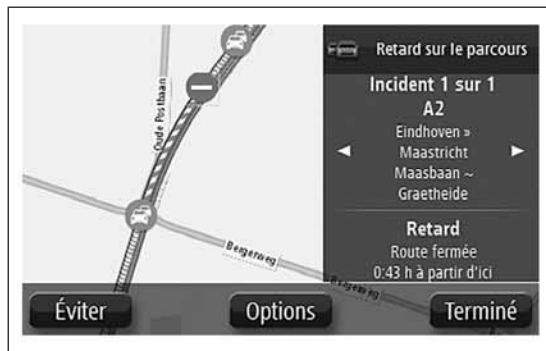 Retard sur le parcours
Incident 1 sur 1
A2
Eindhoven »
Maastricht
Maasbaan ~
Graetheide
Retard
Route fermée
0:43 h à partir d'ici
Oude Postbaan
Bergerweg
Bergerweg
Éviter
Options
Terminé